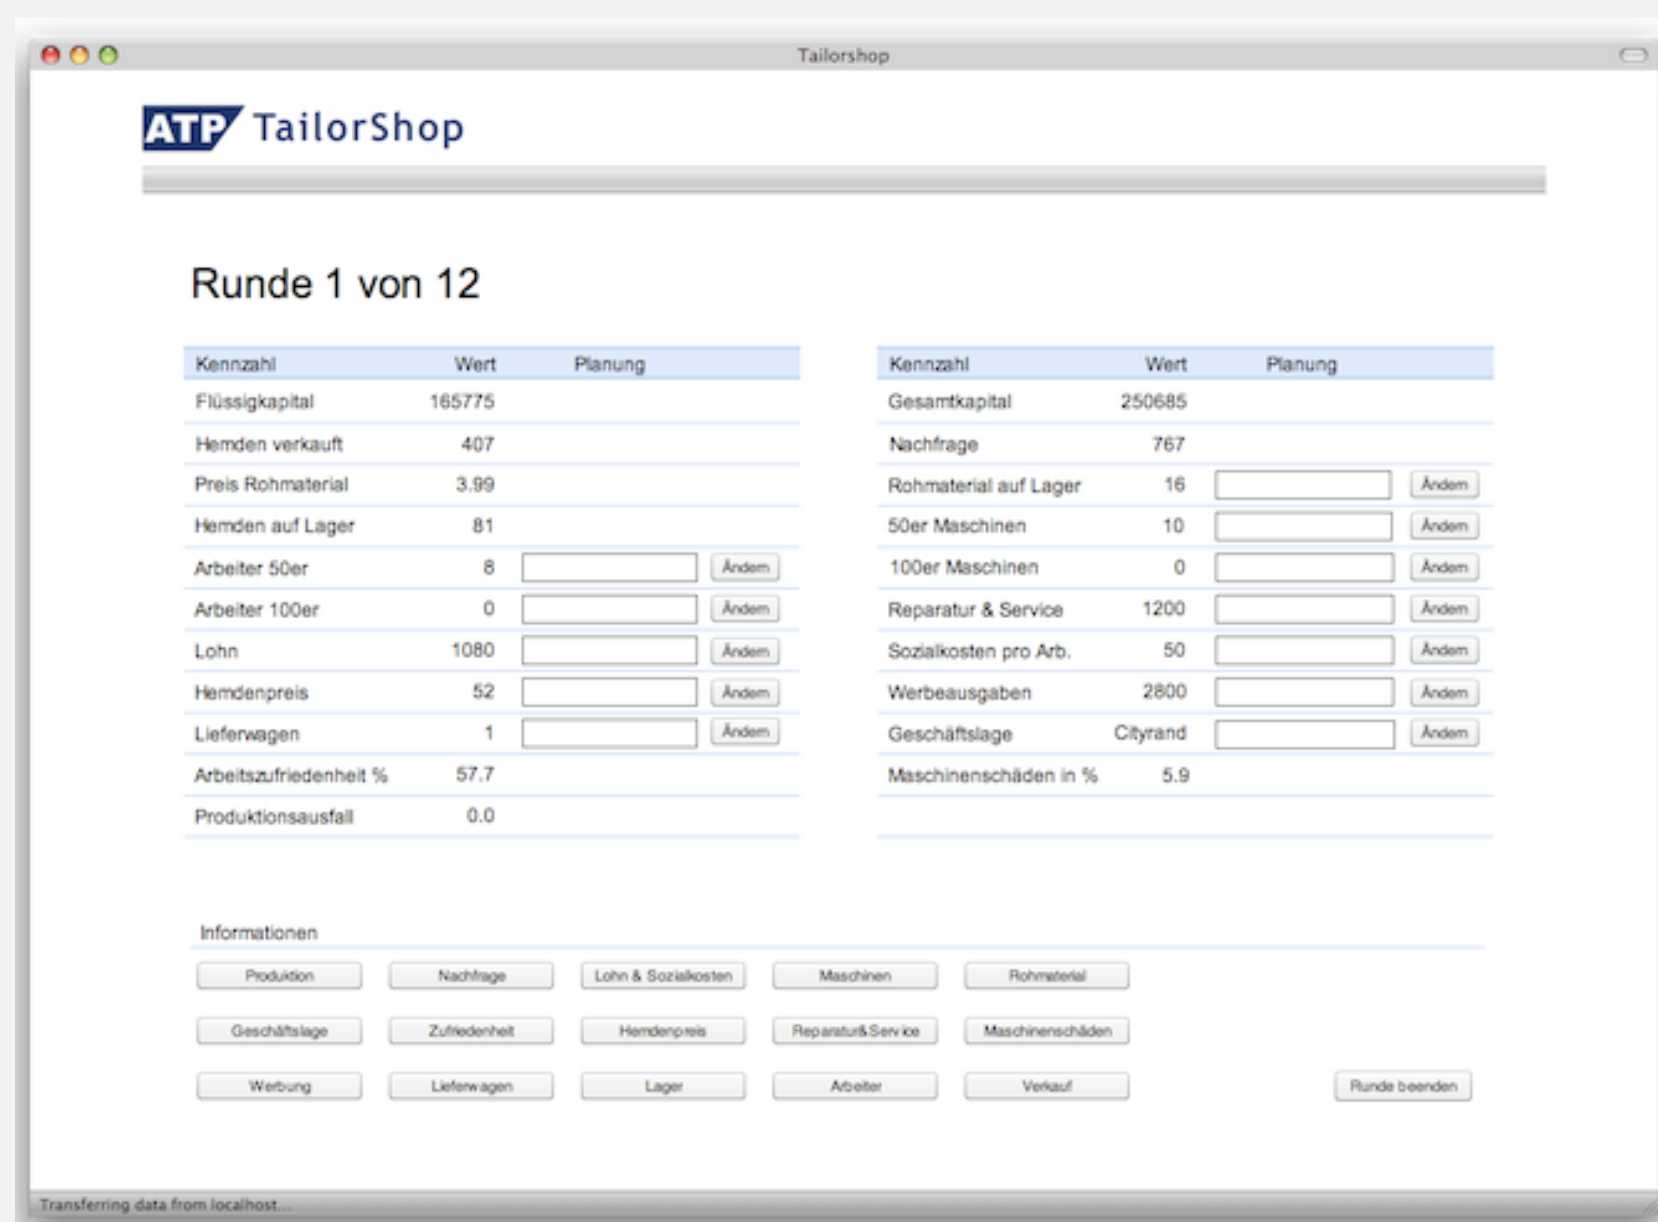 Tailorshop
ATP TailorShop
Runde 1 von 12
Kennzahl Wert Planung
Flüssigkapital 165775
Hemden verkauft 407
Preis Rohmaterial 3.99
Hemden auf Lager 81
Arbeiter 50er 8 Ändern
Arbeiter 100er 0 Ändern
Lohn 1080 Ändern
Hemdenpreis 52 Ändern
Lieferwagen 1 Ändern
Arbeitszufriedenheit % 57.7
Produktionsausfall 0.0
Kennzahl Wert Planung
Gesamtkapital 250685
Nachfrage 767
Rohmaterial auf Lager 16 Ändern
50er Maschinen 10 Ändern
100er Maschinen 0 Ändern
Reparatur & Service 1200 Ändern
Sozialkosten pro Arb. 50 Ändern
Werbeausgaben 2800 Ändern
Geschäftslage Cityrand Ändern
Maschinenschäden in % 5.9
Informationen
Produktion Nachfrage Lohn & Sozialkosten Maschinen Rohmaterial
Geschäftslage Zufriedenheit Hemdenpreis Reparatur&Service Maschinenschäden
Werbung Lieferwagen Lager Arbeiter Verkauf Runde beenden
Transferring data from localhost...